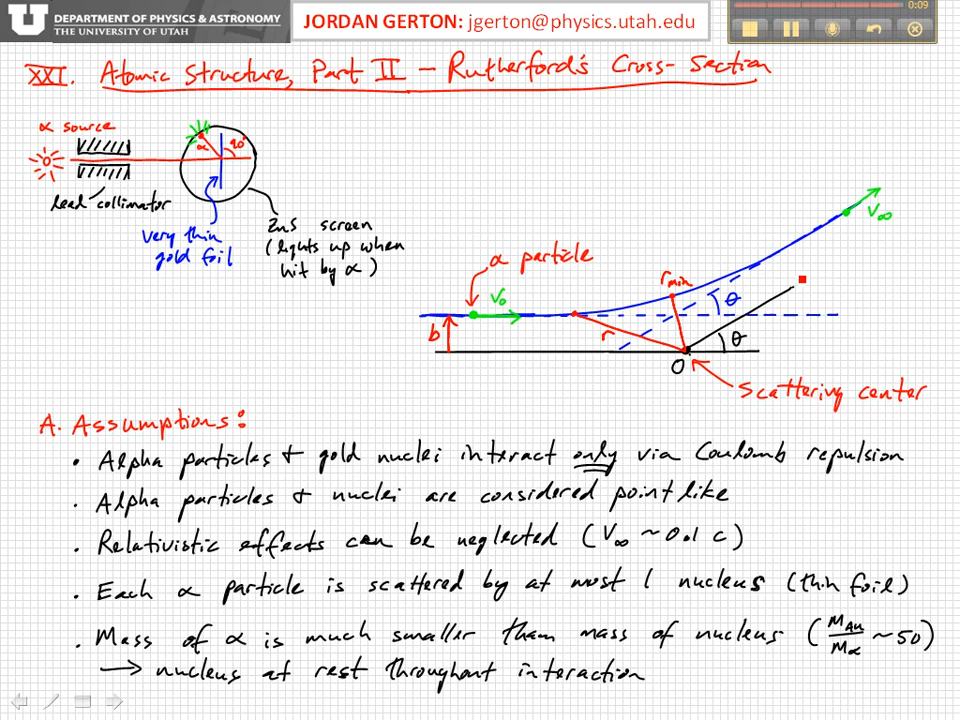 DEPARTMENT OF PHYSICS & ASTRONOMY
THE UNIVERSITY OF UTAH
JORDAN GERTON: jgerton@physics.utah.edu
0:09
XXI. Atomic Structure, Part II – Rutherford's Cross-Section
α source
α
90°
lead collimator
very thin
gold foil
ZnS screen
(lights up when
hit by α)
V∞
α particle
V₀
r min
θ
b
r
θ
O
Scattering center
A. Assumptions:
• Alpha particles + gold nuclei interact only via Coulomb repulsion
• Alpha particles + nuclei are considered pointlike
• Relativistic effects can be neglected (V∞ ~ 0.1 c)
• Each α particle is scattered by at most 1 nucleus (thin foil)
• Mass of α is much smaller than mass of nucleus (M_Au/M_α ~ 50)
→ nucleus at rest throughout interaction